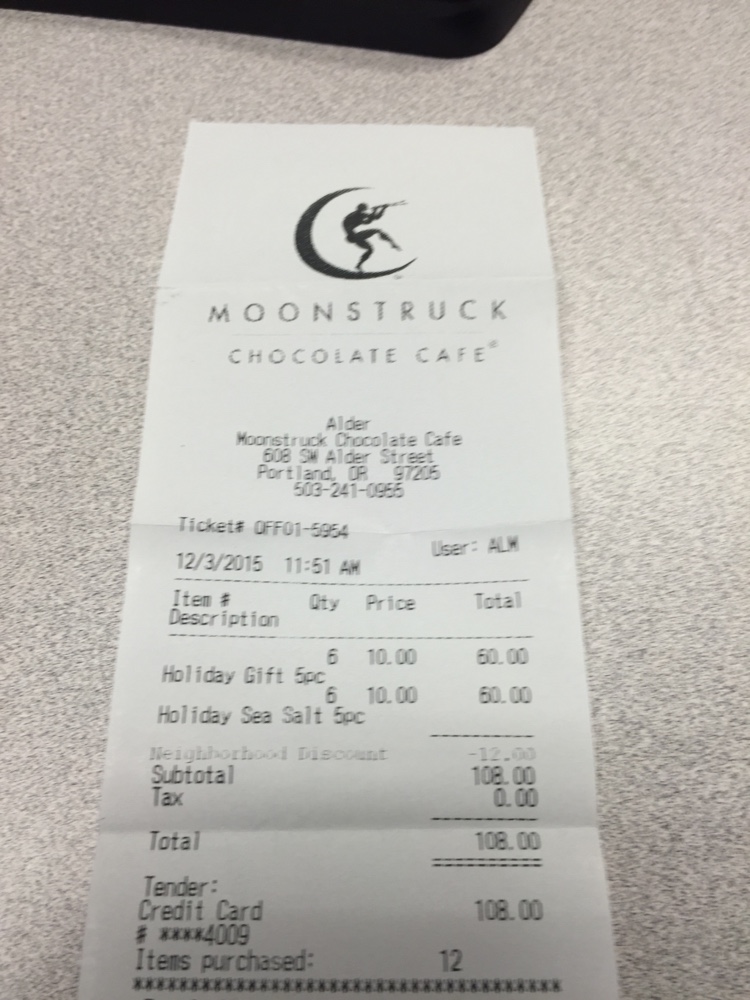 MOONSTRUCK
CHOCOLATE CAFE®
Alder
Moonstruck Chocolate Cafe
608 SW Alder Street
Portland, OR 97205
503-241-0955
Ticket# OFF01-5954
User: ALW
12/3/2015 11:51 AM
Item # Qty Price Total
Description
6 10.00 60.00
Holiday Gift 5pc
6 10.00 60.00
Holiday Sea Salt 5pc
Neighborhood Discount -12.00
Subtotal 108.00
Tax 0.00
Total 108.00
Tender:
Credit Card 108.00
# ****4009
Items purchased: 12